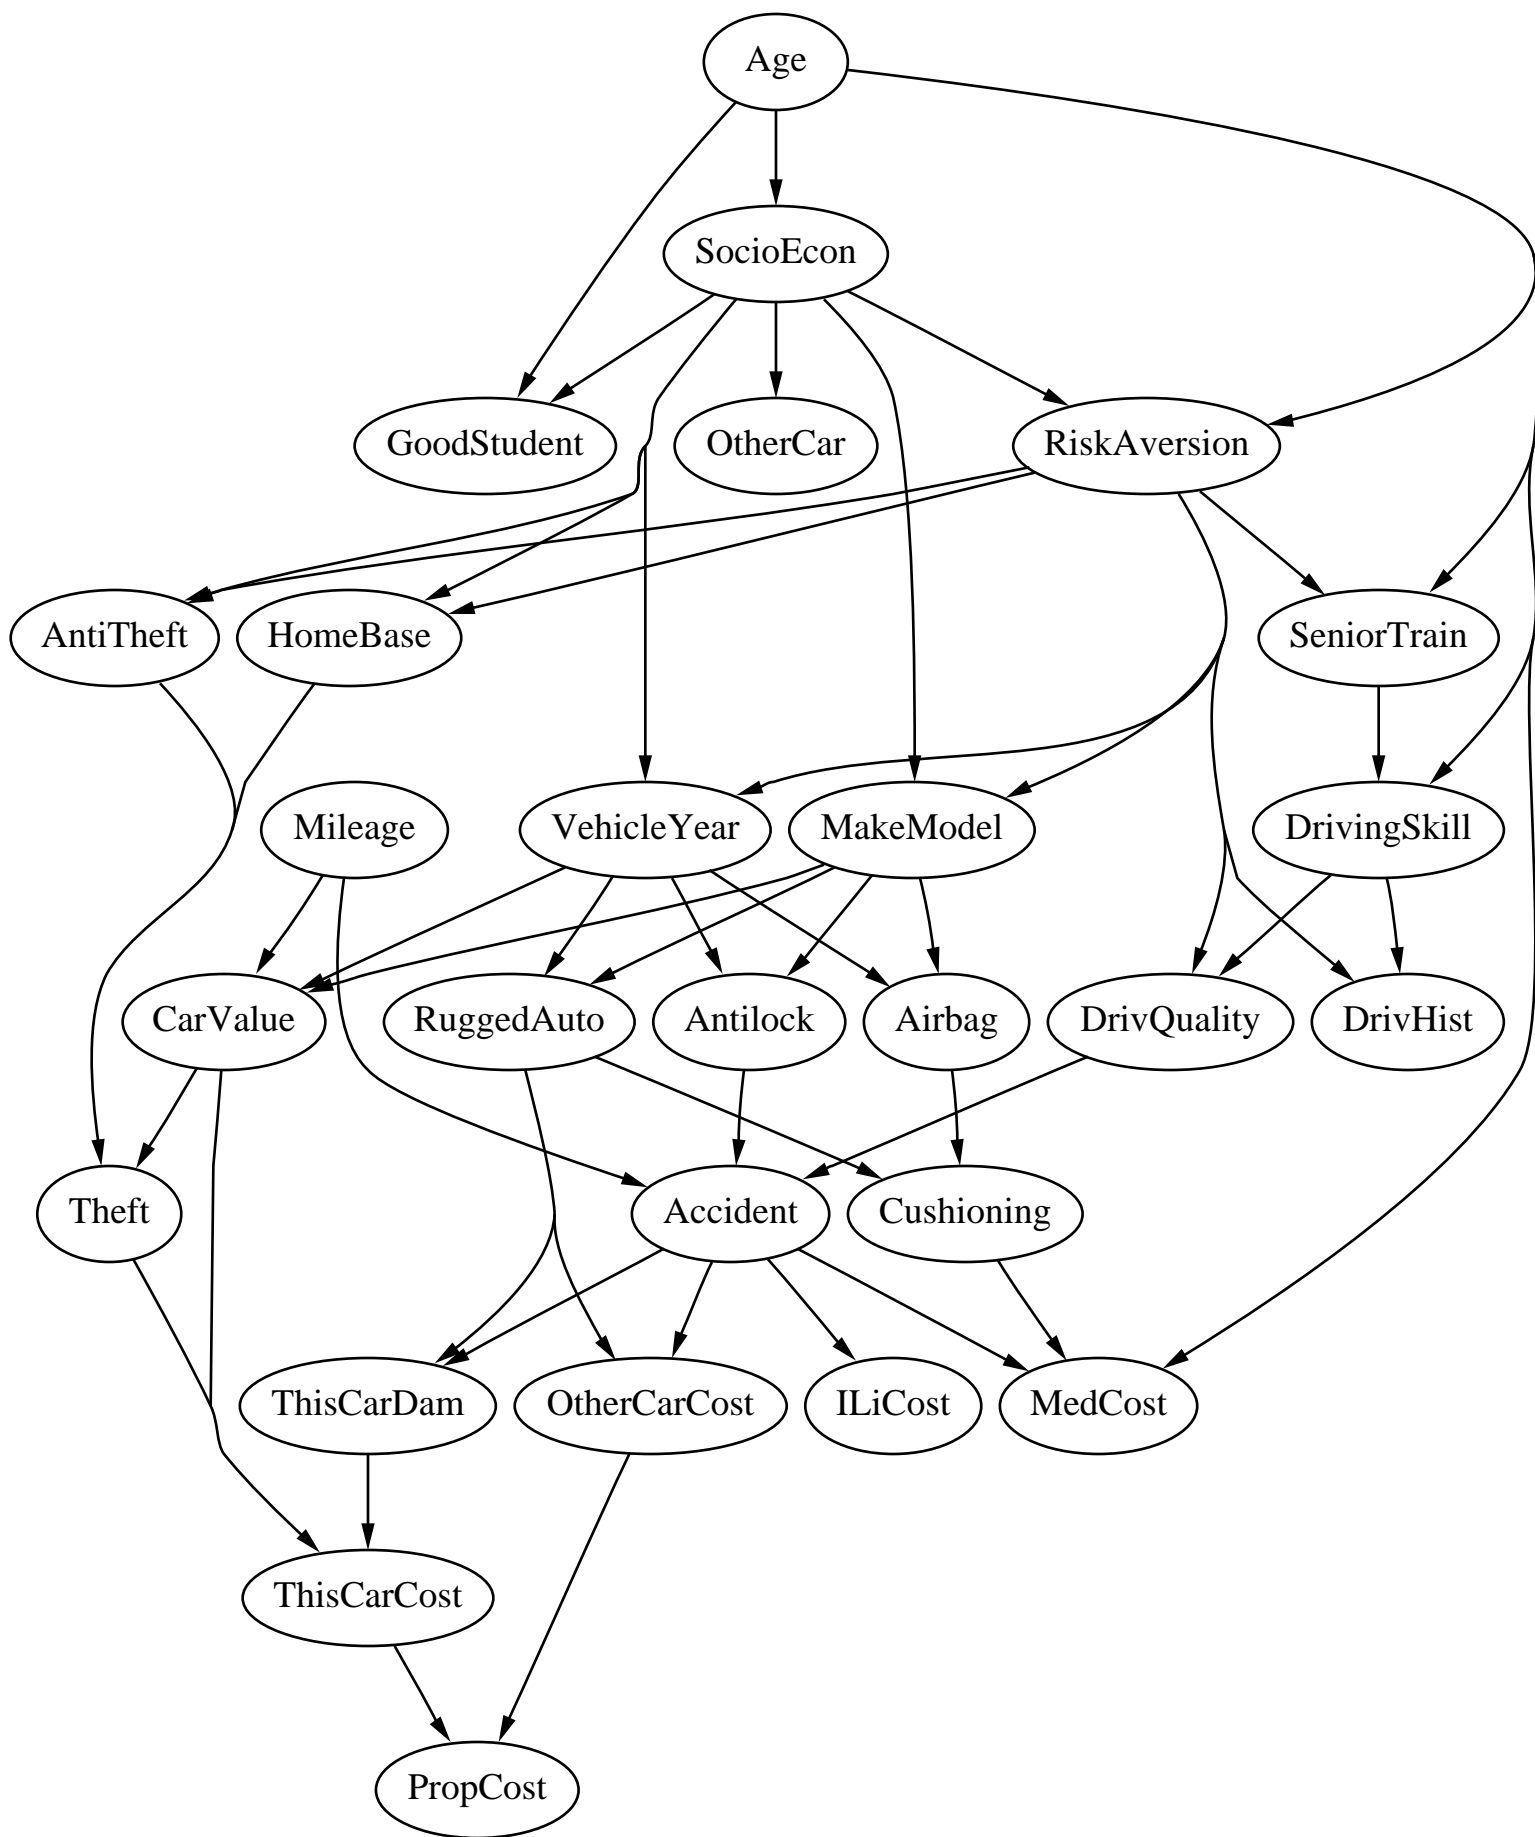 Age
SocioEcon
GoodStudent
OtherCar
RiskAversion
AntiTheft
HomeBase
SeniorTrain
Mileage
VehicleYear
MakeModel
DrivingSkill
CarValue
RuggedAuto
Antilock
Airbag
DrivQuality
DrivHist
Theft
Accident
Cushioning
ThisCarDam
OtherCarCost
ILiCost
MedCost
ThisCarCost
PropCost